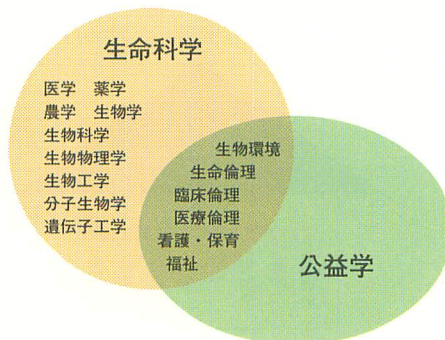 生命科学
医学　薬学
農学　生物学
生物科学
生物物理学
生物工学
分子生物学
遺伝子工学
生物環境
生命倫理
臨床倫理
医療倫理
看護・保育
福祉
公益学